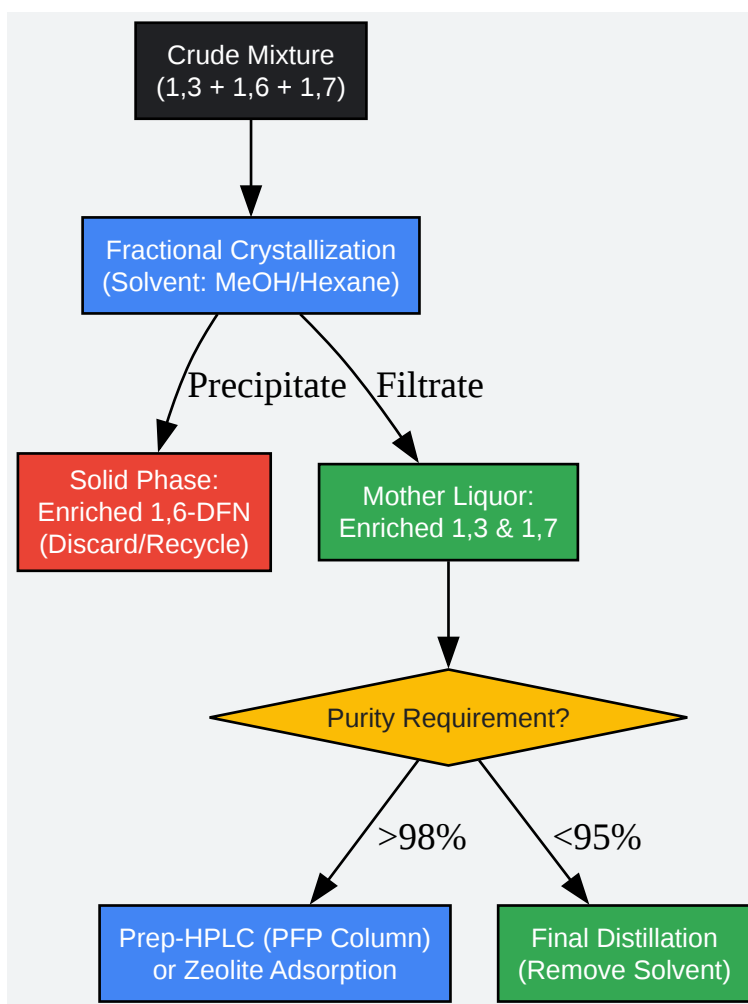 Crude Mixture
(1,3 + 1,6 + 1,7)
Fractional Crystallization
(Solvent: MeOH/Hexane)
Precipitate
Filtrate
Solid Phase:
Enriched 1,6-DFN
(Discard/Recycle)
Mother Liquor:
Enriched 1,3 & 1,7
Purity Requirement?
>98%
<95%
Prep-HPLC (PFP Column)
or Zeolite Adsorption
Final Distillation
(Remove Solvent)